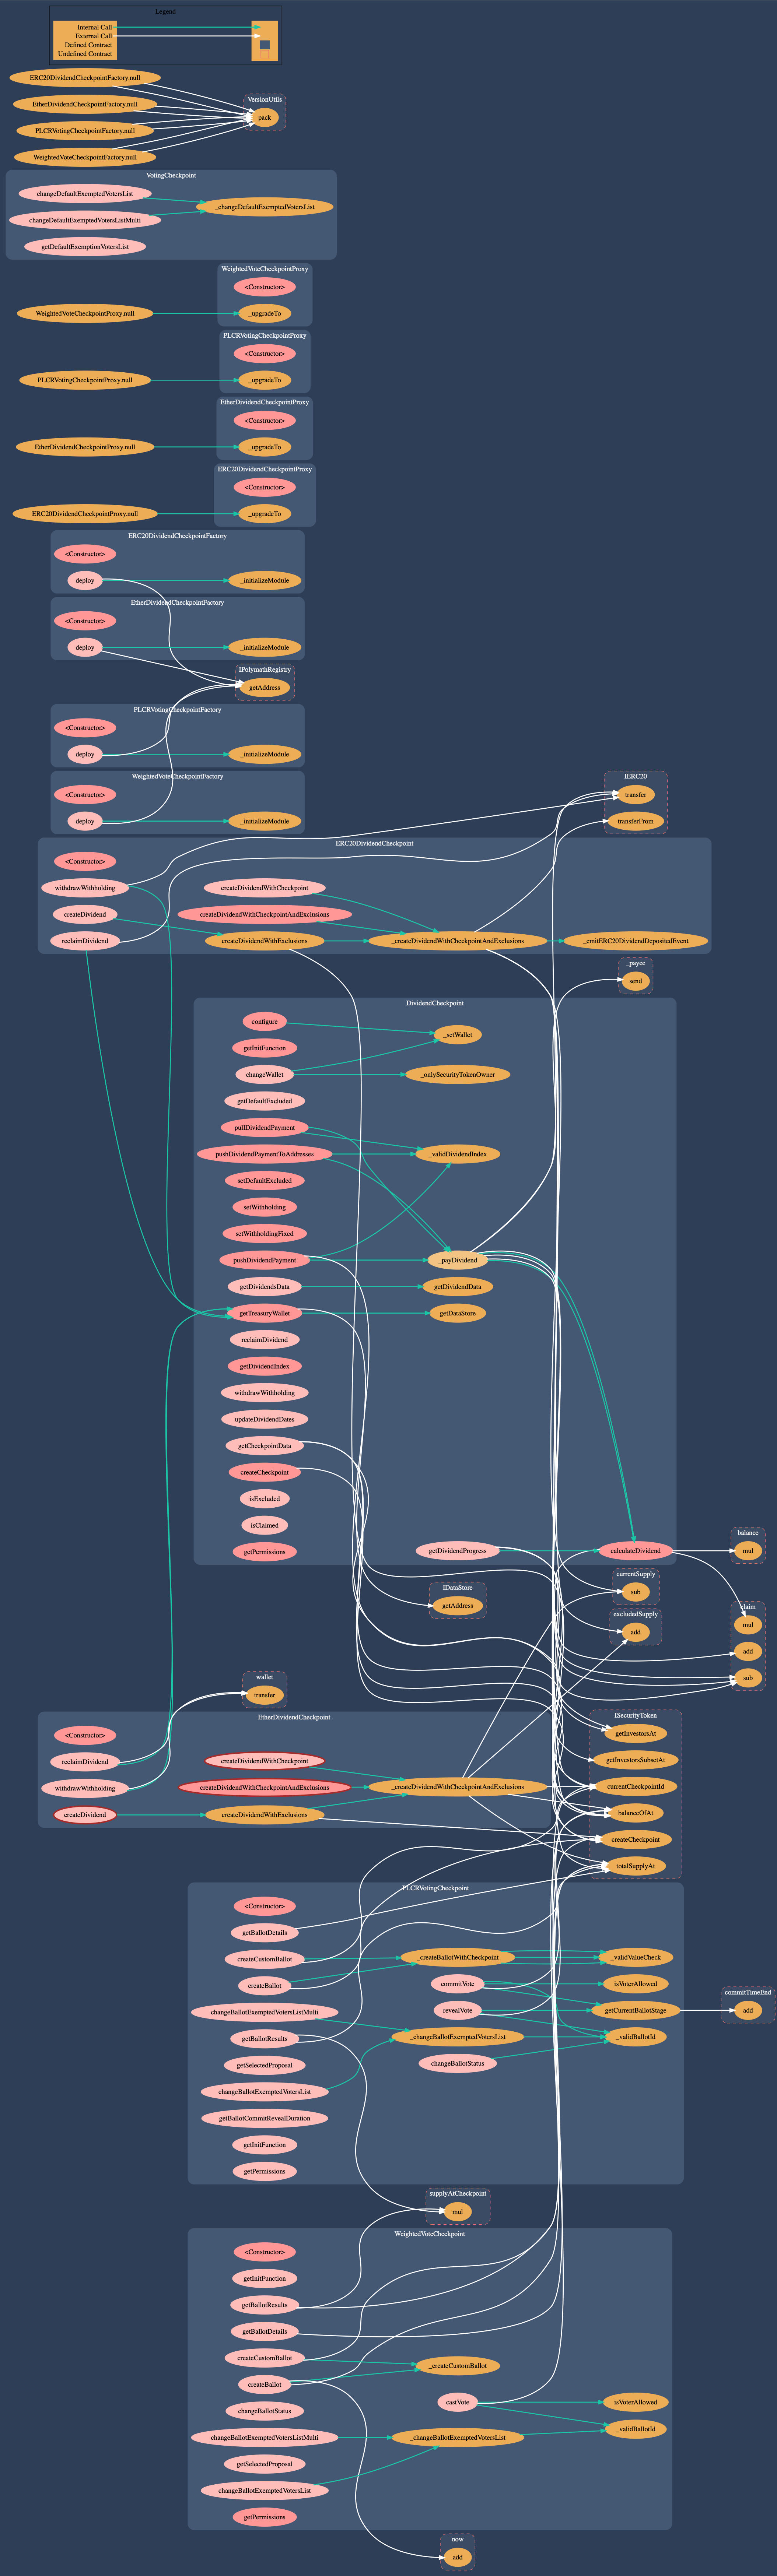 Legend
Internal Call
External Call
Defined Contract
Undefined Contract
ERC20DividendCheckpointFactory.null
EtherDividendCheckpointFactory.null
PLCRVotingCheckpointFactory.null
WeightedVoteCheckpointFactory.null
VersionUtils
pack
VotingCheckpoint
changeDefaultExemptedVotersList
_changeDefaultExemptedVotersList
changeDefaultExemptedVotersListMulti
getDefaultExemptionVotersList
WeightedVoteCheckpointProxy
<Constructor>
WeightedVoteCheckpointProxy.null
_upgradeTo
PLCRVotingCheckpointProxy
<Constructor>
PLCRVotingCheckpointProxy.null
_upgradeTo
EtherDividendCheckpointProxy
<Constructor>
EtherDividendCheckpointProxy.null
_upgradeTo
ERC20DividendCheckpointProxy
<Constructor>
ERC20DividendCheckpointProxy.null
_upgradeTo
ERC20DividendCheckpointFactory
<Constructor>
deploy
_initializeModule
EtherDividendCheckpointFactory
<Constructor>
deploy
_initializeModule
IPolymathRegistry
getAddress
PLCRVotingCheckpointFactory
<Constructor>
deploy
_initializeModule
WeightedVoteCheckpointFactory
<Constructor>
deploy
_initializeModule
IERC20
transfer
transferFrom
ERC20DividendCheckpoint
<Constructor>
withdrawWithholding
createDividendWithCheckpoint
createDividend
createDividendWithCheckpointAndExclusions
reclaimDividend
createDividendWithExclusions
_createDividendWithCheckpointAndExclusions
_emitERC20DividendDepositedEvent
_payee
send
DividendCheckpoint
configure
_setWallet
getInitFunction
changeWallet
_onlySecurityTokenOwner
getDefaultExcluded
pullDividendPayment
pushDividendPaymentToAddresses
_validDividendIndex
setDefaultExcluded
setWithholding
setWithholdingFixed
pushDividendPayment
_payDividend
getDividendsData
getDividendData
getTreasuryWallet
getDataStore
reclaimDividend
getDividendIndex
withdrawWithholding
updateDividendDates
getCheckpointData
createCheckpoint
isExcluded
isClaimed
getPermissions
getDividendProgress
calculateDividend
balance
mul
IDataStore
getAddress
currentSupply
sub
excludedSupply
add
claim
mul
add
sub
wallet
transfer
EtherDividendCheckpoint
<Constructor>
reclaimDividend
createDividendWithCheckpoint
withdrawWithholding
createDividendWithCheckpointAndExclusions
_createDividendWithCheckpointAndExclusions
createDividend
createDividendWithExclusions
ISecurityToken
getInvestorsAt
getInvestorsSubsetAt
currentCheckpointId
balanceOfAt
createCheckpoint
totalSupplyAt
PLCRVotingCheckpoint
<Constructor>
getBallotDetails
createCustomBallot
_createBallotWithCheckpoint
_validValueCheck
createBallot
commitVote
isVoterAllowed
changeBallotExemptedVotersListMulti
revealVote
getCurrentBallotStage
getBallotResults
_changeBallotExemptedVotersList
_validBallotId
getSelectedProposal
changeBallotStatus
changeBallotExemptedVotersList
getBallotCommitRevealDuration
getInitFunction
getPermissions
commitTimeEnd
add
supplyAtCheckpoint
mul
WeightedVoteCheckpoint
<Constructor>
getInitFunction
getBallotResults
getBallotDetails
createCustomBallot
_createCustomBallot
createBallot
castVote
isVoterAllowed
changeBallotStatus
_validBallotId
changeBallotExemptedVotersListMulti
_changeBallotExemptedVotersList
getSelectedProposal
changeBallotExemptedVotersList
getPermissions
now
add